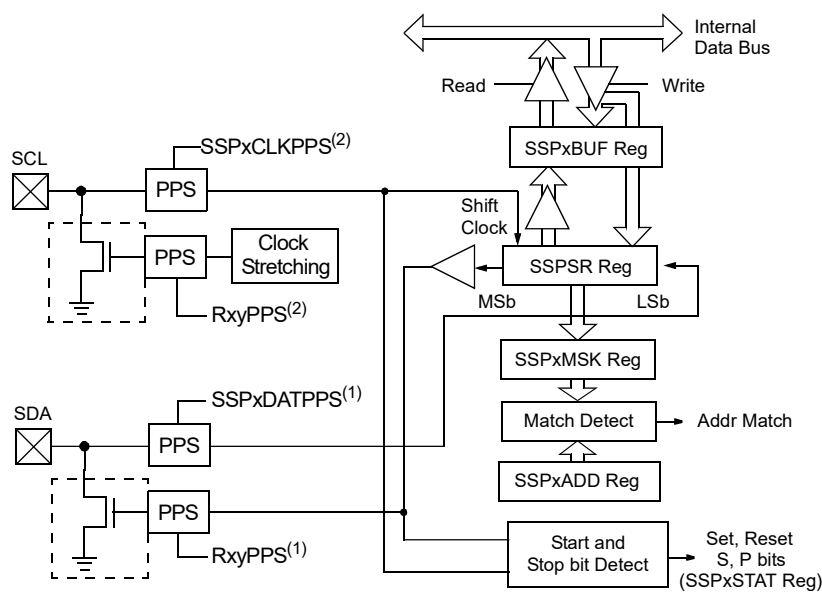 Internal
Data Bus
Read
Write
SSPxCLKPPS(2)
SSPxBUF Reg
SCL
PPS
Shift
Clock
PPS
Clock
Stretching
SSPSR Reg
MSb
LSb
RxyPPS(2)
SSPxMSK Reg
SSPxDATPPS(1)
SDA
PPS
Match Detect
Addr Match
SSPxADD Reg
PPS
Start and
Stop bit Detect
Set, Reset
S, P bits
(SSPxSTAT Reg)
RxyPPS(1)